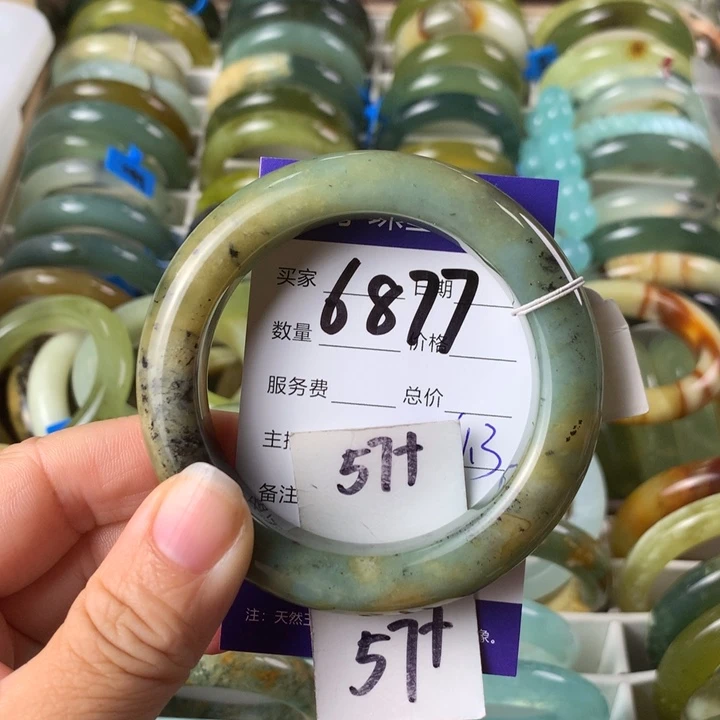 买家 6877 日期
数量 价格
服务费 总价
主
57+
备注
注：天然 象。
57+